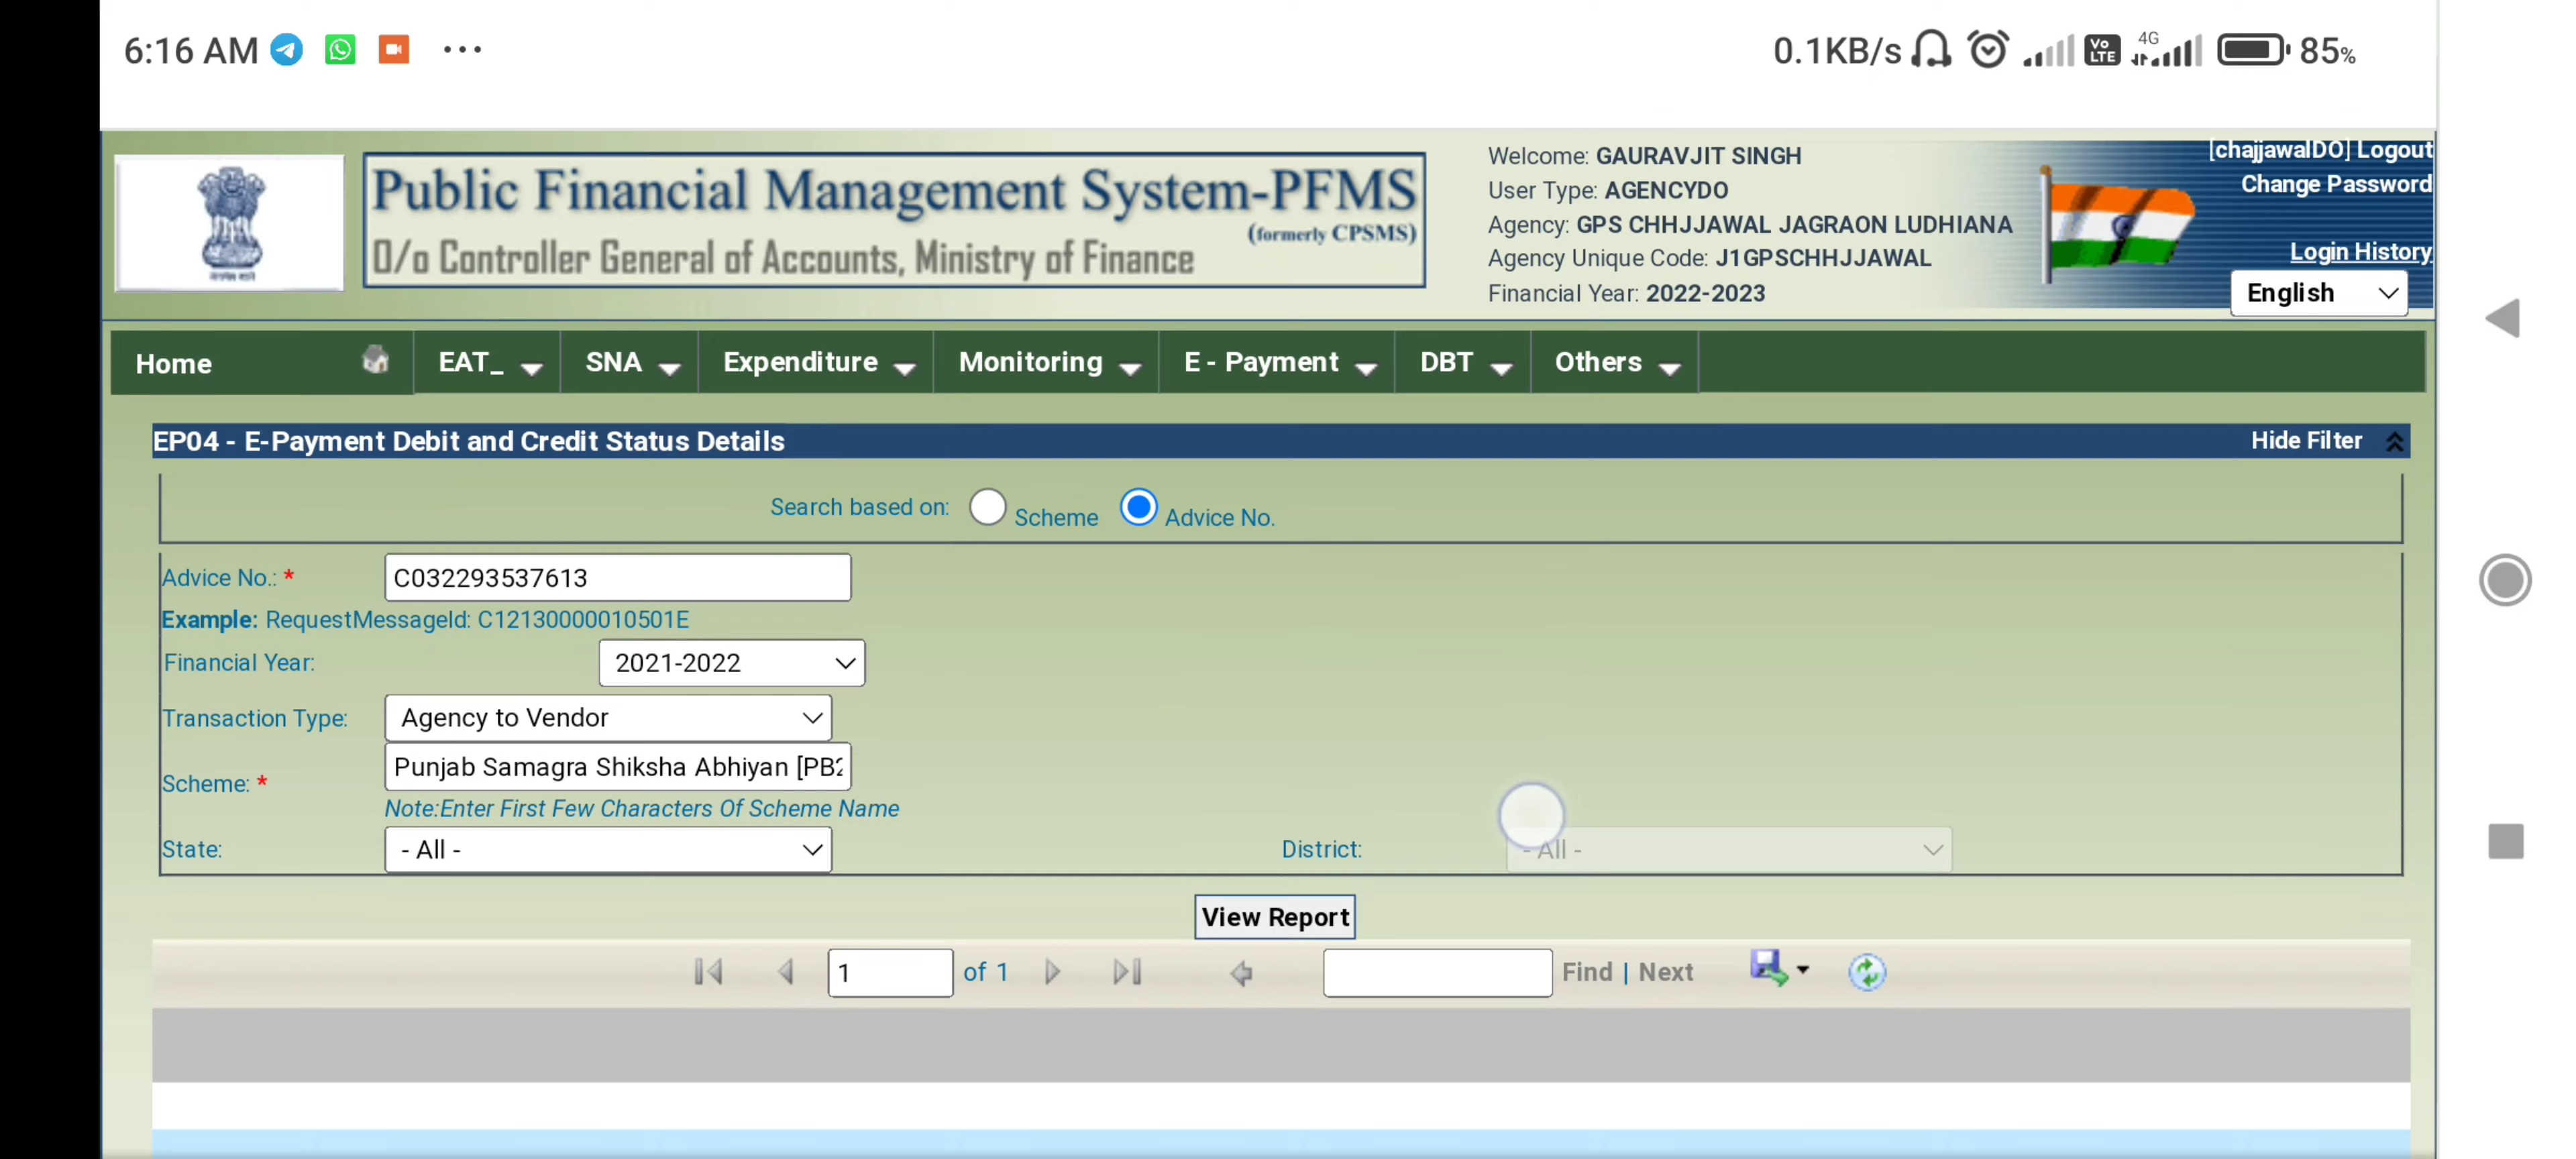 6:16 AM ... 0.1KB/s Vo LTE 4G 85%
Public Financial Management System-PFMS
(formerly CPSMS)
O/o Controller General of Accounts, Ministry of Finance
Welcome: GAURAVJIT SINGH
User Type: AGENCYDO
Agency: GPS CHHJJAWAL JAGRAON LUDHIANA
Agency Unique Code: J1GPSCHHJJAWAL
Financial Year: 2022-2023
[chajjawalDO] Logout
Change Password
Login History
English
Home EAT_ SNA Expenditure Monitoring E - Payment DBT Others
EP04 - E-Payment Debit and Credit Status Details Hide Filter
Search based on: Scheme Advice No.
Advice No.: * C032293537613
Example: RequestMessageId: C12130000010501E
Financial Year: 2021-2022
Transaction Type: Agency to Vendor
Scheme: * Punjab Samagra Shiksha Abhiyan [PB2
Note:Enter First Few Characters Of Scheme Name
State: - All - District: - All -
View Report
1 of 1 Find | Next